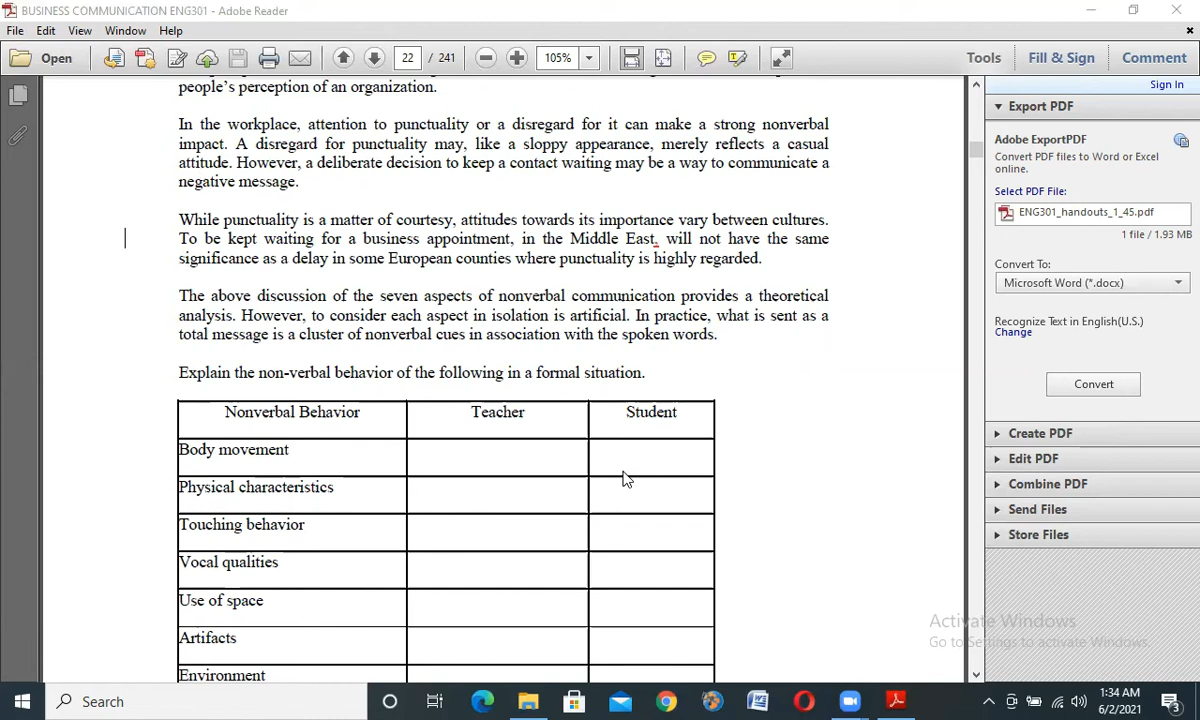 BUSINESS COMMUNICATION ENG301 - Adobe Reader
File Edit View Window Help
Open 22 / 241 105% Tools Fill & Sign Comment
people's perception of an organization.
In the workplace, attention to punctuality or a disregard for it can make a strong nonverbal
impact. A disregard for punctuality may, like a sloppy appearance, merely reflects a casual
attitude. However, a deliberate decision to keep a contact waiting may be a way to communicate a
negative message.
While punctuality is a matter of courtesy, attitudes towards its importance vary between cultures.
To be kept waiting for a business appointment, in the Middle East, will not have the same
significance as a delay in some European counties where punctuality is highly regarded.
The above discussion of the seven aspects of nonverbal communication provides a theoretical
analysis. However, to consider each aspect in isolation is artificial. In practice, what is sent as a
total message is a cluster of nonverbal cues in association with the spoken words.
Explain the non-verbal behavior of the following in a formal situation.
Nonverbal Behavior Teacher Student
Body movement
Physical characteristics
Touching behavior
Vocal qualities
Use of space
Artifacts
Environment
Sign In
Export PDF
Adobe ExportPDF
Convert PDF files to Word or Excel
online.
Select PDF File:
ENG301_handouts_1_45.pdf
1 file / 1.93 MB
Convert To:
Microsoft Word (*.docx)
Recognize Text in English(U.S.)
Change
Convert
Create PDF
Edit PDF
Combine PDF
Send Files
Store Files
Activate Windows
Go to Settings to activate Windows.
Search
1:34 AM
6/2/2021
3